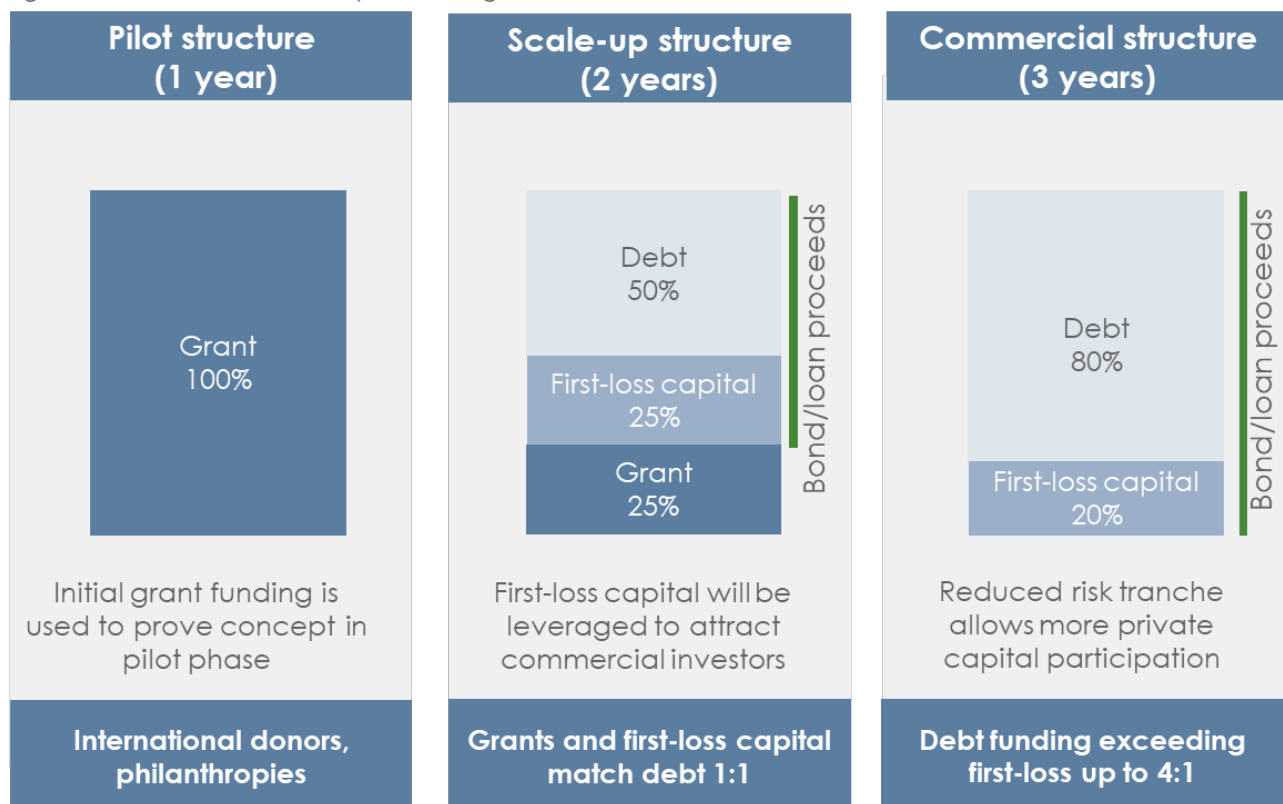 Pilot structure
(1 year)
Grant
100%
Initial grant funding is
used to prove concept in
pilot phase
International donors,
philanthropies
Scale-up structure
(2 years)
Debt
50%
First-loss capital
25%
Grant
25%
Bond/loan proceeds
First-loss capital will be
leveraged to attract
commercial investors
Grants and first-loss capital
match debt 1:1
Commercial structure
(3 years)
Debt
80%
First-loss capital
20%
Bond/loan proceeds
Reduced risk tranche
allows more private
capital participation
Debt funding exceeding
first-loss up to 4:1